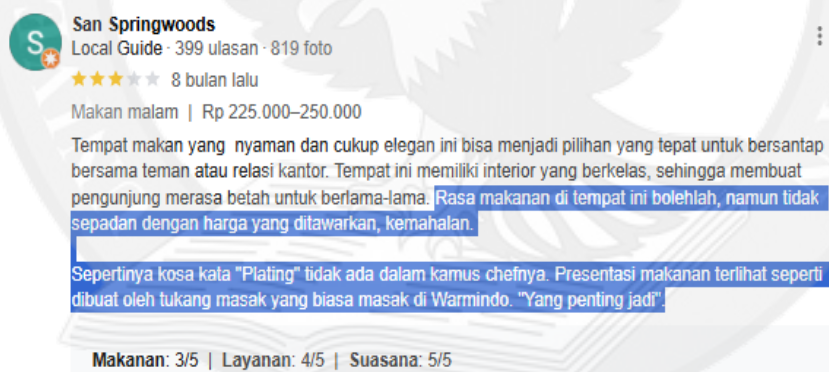 S
San Springwoods
Local Guide · 399 ulasan · 819 foto
8 bulan lalu
Makan malam | Rp 225.000–250.000
Tempat makan yang nyaman dan cukup elegan ini bisa menjadi pilihan yang tepat untuk bersantap
bersama teman atau relasi kantor. Tempat ini memiliki interior yang berkelas, sehingga membuat
pengunjung merasa betah untuk berlama-lama. Rasa makanan di tempat ini bolehlah, namun tidak
sepadan dengan harga yang ditawarkan, kemahalan.
Sepertinya kosa kata "Plating" tidak ada dalam kamus chefnya. Presentasi makanan terlihat seperti
dibuat oleh tukang masak yang biasa masak di Warmindo. "Yang penting jadi".
Makanan: 3/5 | Layanan: 4/5 | Suasana: 5/5